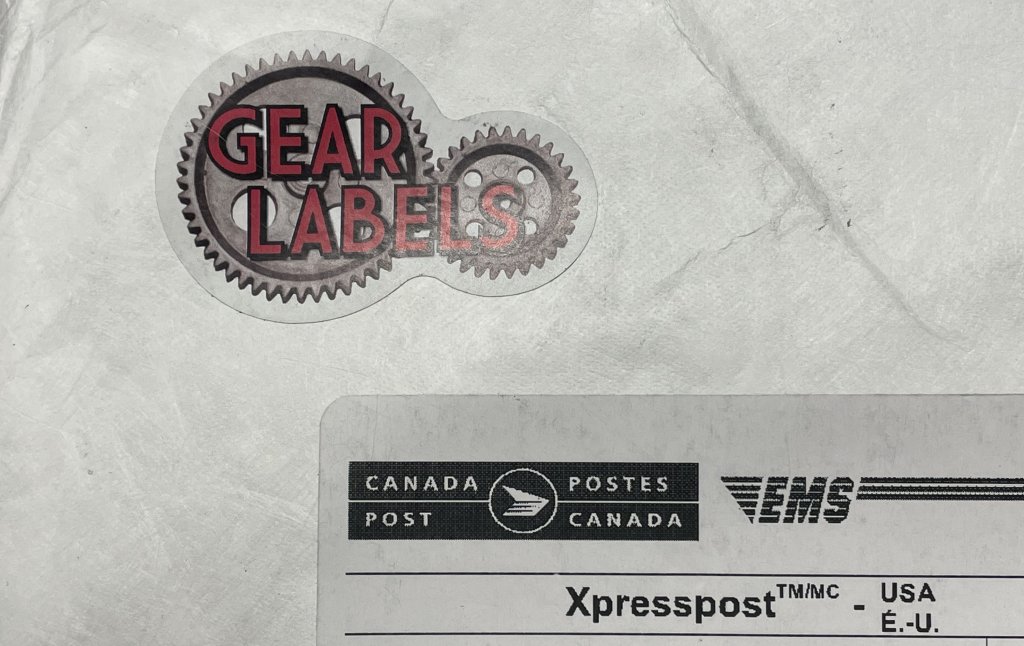 GEAR
LABELS
CANADA POSTES
POST CANADA
EMS
Xpresspost™/MC - USA
É.-U.